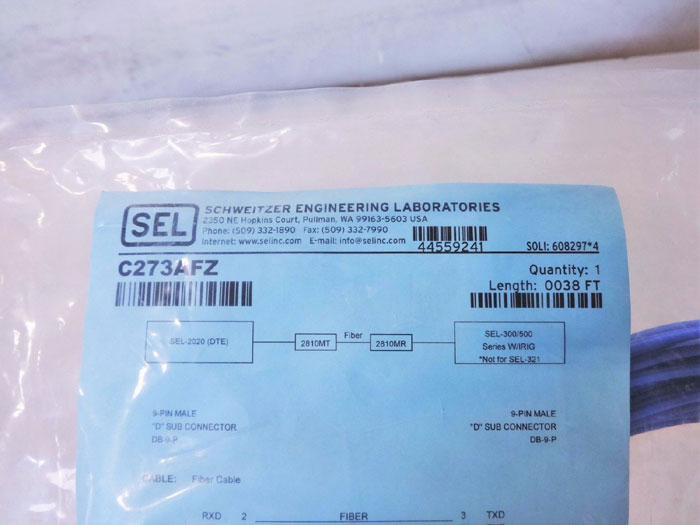 SEL
SCHWEITZER ENGINEERING LABORATORIES
2350 NE Hopkins Court, Pullman, WA 99163-5603 USA
Phone: (509) 332-1890 Fax: (509) 332-7990
Internet: www.selinc.com E-mail: info@selinc.com
44559241
SOLI: 608297*4
C273AFZ
Quantity: 1
Length: 0038 FT
SEL-2020 (DTE)
2810MT
Fiber
2810MR
SEL-300/500
Series W/IRIG
*Not for SEL-321
9-PIN MALE
"D" SUB CONNECTOR
DB-9-P
9-PIN MALE
"D" SUB CONNECTOR
DB-9-P
CABLE: Fiber Cable
RXD 2 FIBER 3 TXD